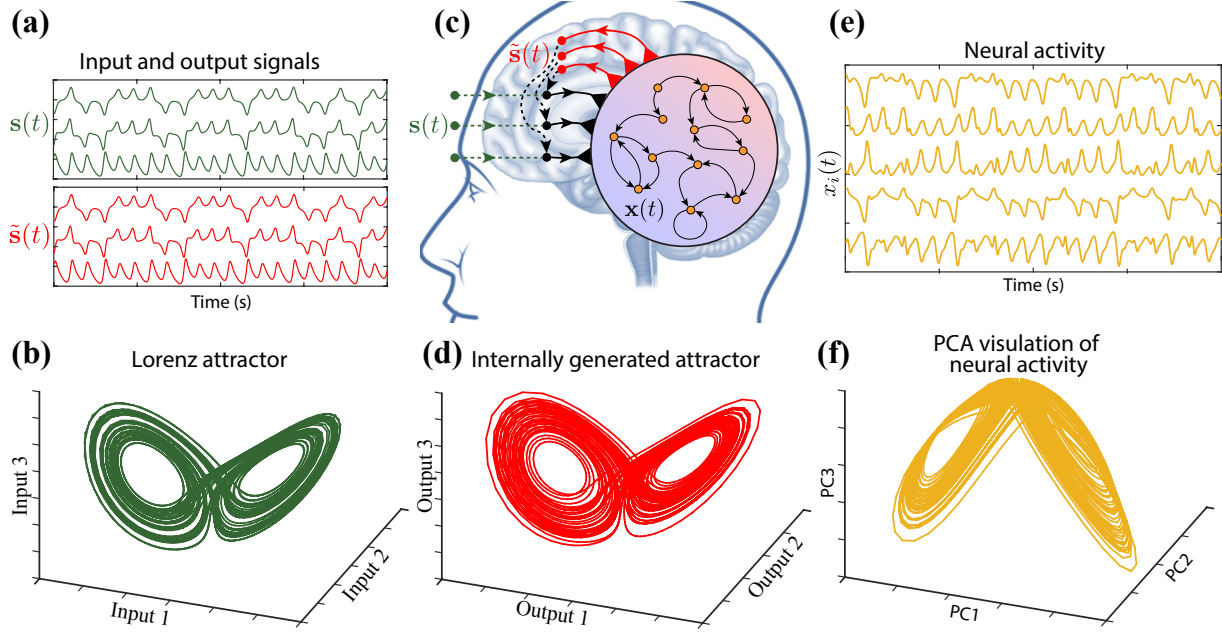 (a)
Input and output signals
s(t)
s̃(t)
Time (s)
(b)
Lorenz attractor
Input 3
Input 1
Input 2
(c)
s̃(t)
s(t)
x(t)
(d)
Internally generated attractor
Output 3
Output 1
Output 2
(e)
Neural activity
xᵢ(t)
Time (s)
(f)
PCA visulation of
neural activity
PC3
PC1
PC2